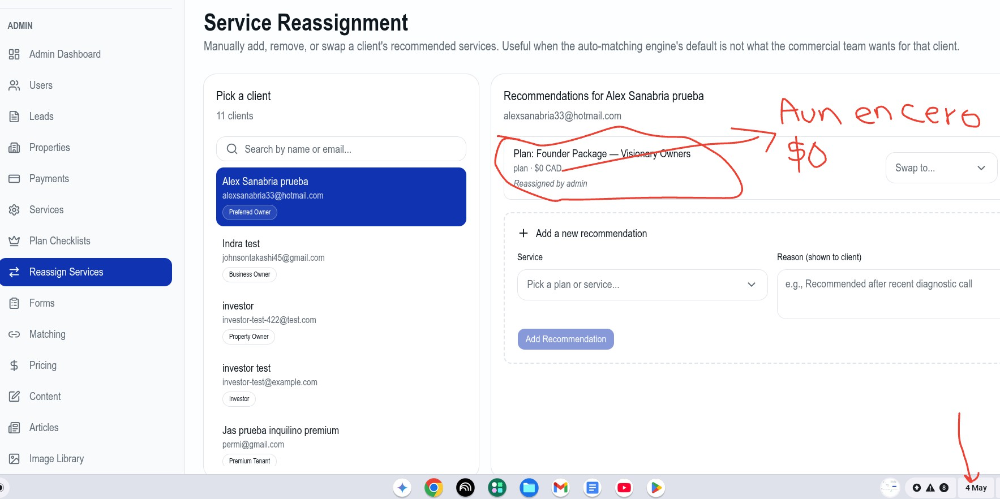 ADMIN
Admin Dashboard
Users
Leads
Properties
Payments
Services
Plan Checklists
Reassign Services
Forms
Matching
Pricing
Content
Articles
Image Library
Service Reassignment
Manually add, remove, or swap a client's recommended services. Useful when the auto-matching engine's default is not what the commercial team wants for that client.
Pick a client
11 clients
Search by name or email...
Alex Sanabria prueba
alexsanabria33@hotmail.com
Preferred Owner
Indra test
johnsontakashi45@gmail.com
Business Owner
investor
investor-test-422@test.com
Property Owner
investor test
investor-test@example.com
Investor
Jas prueba inquilino premium
permi@gmail.com
Premium Tenant
Recommendations for Alex Sanabria prueba
alexsanabria33@hotmail.com
Aun en cero
$0
Plan: Founder Package — Visionary Owners
plan · $0 CAD
Reassigned by admin
Swap to...
Add a new recommendation
Service
Pick a plan or service...
Reason (shown to client)
e.g., Recommended after recent diagnostic call
Add Recommendation
8
4 May